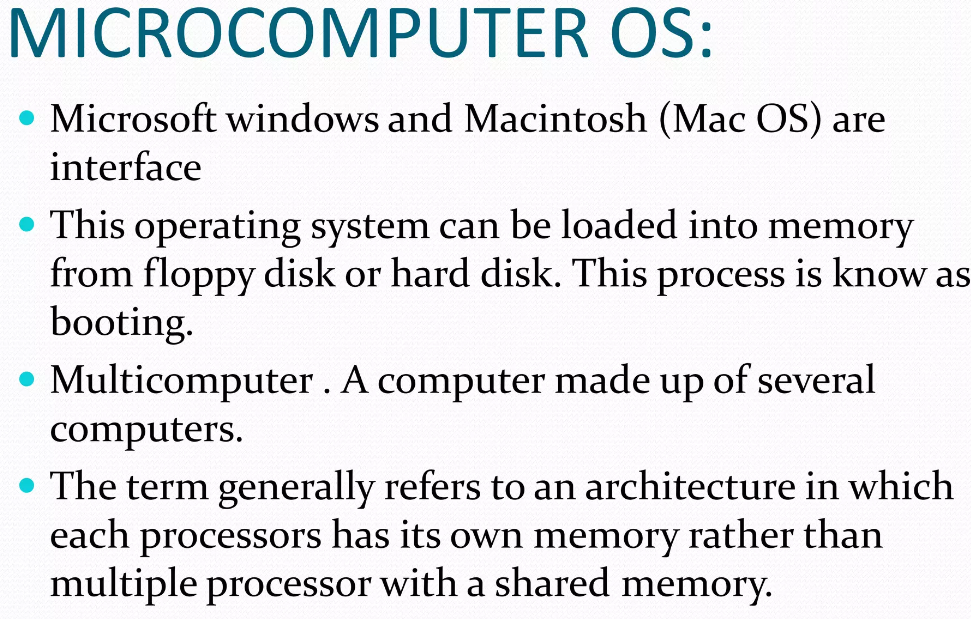 MICROCOMPUTER OS:
• Microsoft windows and Macintosh (Mac OS) are
interface
• This operating system can be loaded into memory
from floppy disk or hard disk. This process is know as
booting.
• Multicomputer . A computer made up of several
computers.
• The term generally refers to an architecture in which
each processors has its own memory rather than
multiple processor with a shared memory.